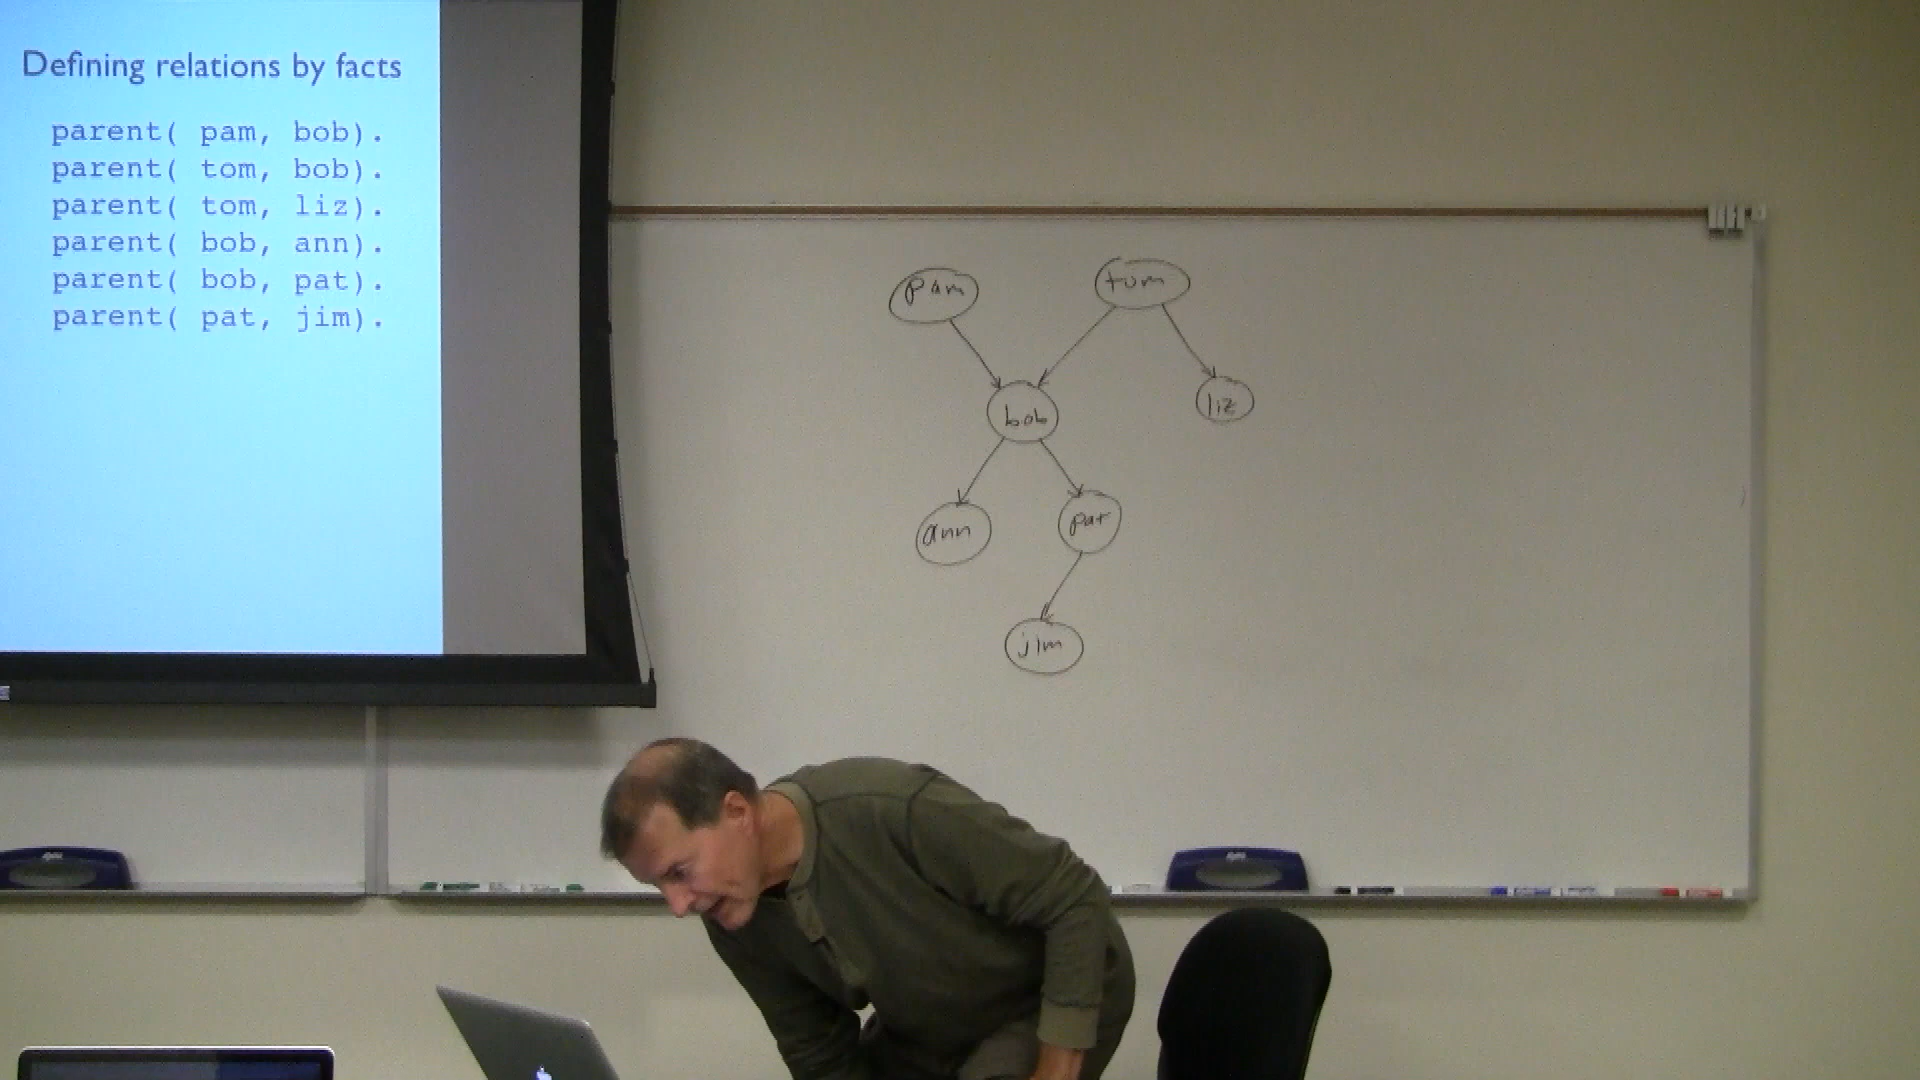 Defining relations by facts
parent( pam, bob).
parent( tom, bob).
parent( tom, liz).
parent( bob, ann).
parent( bob, pat).
parent( pat, jim).
pam tom
bob liz
ann pat
jim